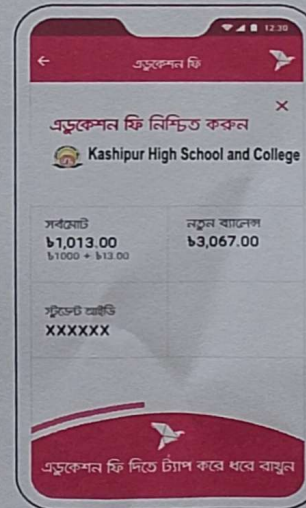 12.30
এডুকেশন ফি
এডুকেশন ফি নিশ্চিত করুন
Kashipur High School and College
সর্বমোট
৳1,013.00
৳1000 + ৳13.00
নতুন ব্যালেন্স
৳3,067.00
স্টুডেন্ট আইডি
XXXXXX
এডুকেশন ফি দিতে ট্যাপ করে ধরে রাখুন